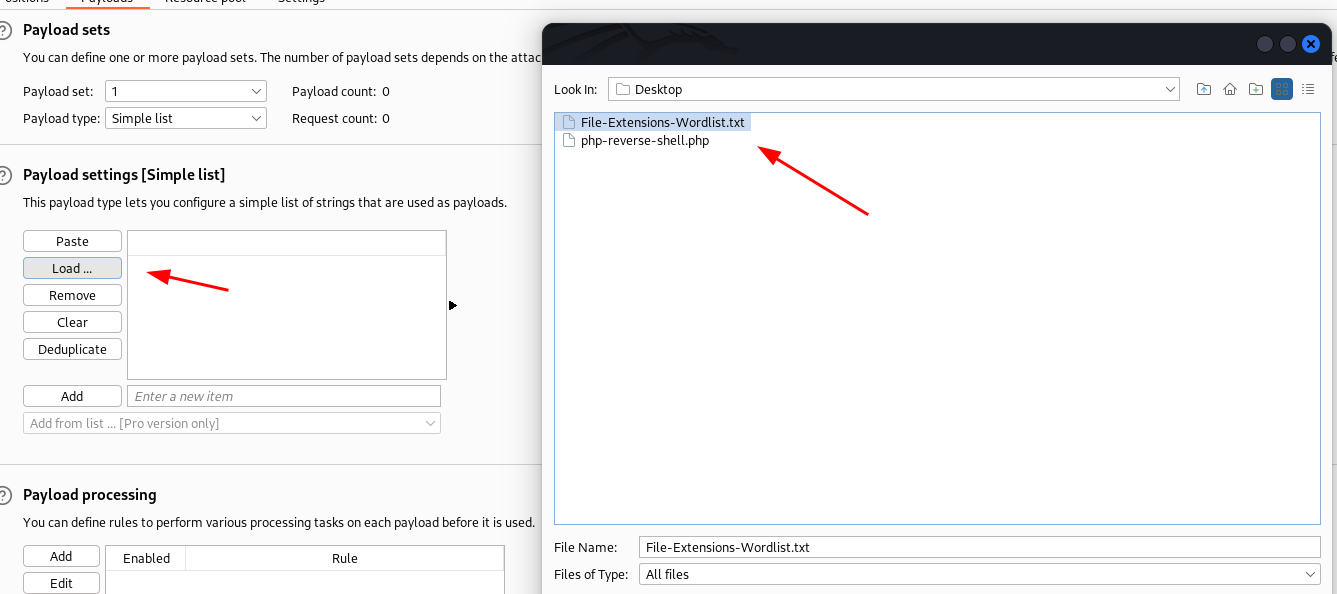 Payloads
Resource pool
Settings
Payload sets
You can define one or more payload sets. The number of payload sets depends on the attac
Payload set:
1
Payload count: 0
Payload type:
Simple list
Request count: 0
Payload settings [Simple list]
This payload type lets you configure a simple list of strings that are used as payloads.
Paste
Load ...
Remove
Clear
Deduplicate
Add
Enter a new item
Add from list ... [Pro version only]
Payload processing
You can define rules to perform various processing tasks on each payload before it is used.
Add
Enabled
Rule
Edit
Look In:
Desktop
File-Extensions-Wordlist.txt
php-reverse-shell.php
File Name:
File-Extensions-Wordlist.txt
Files of Type:
All files